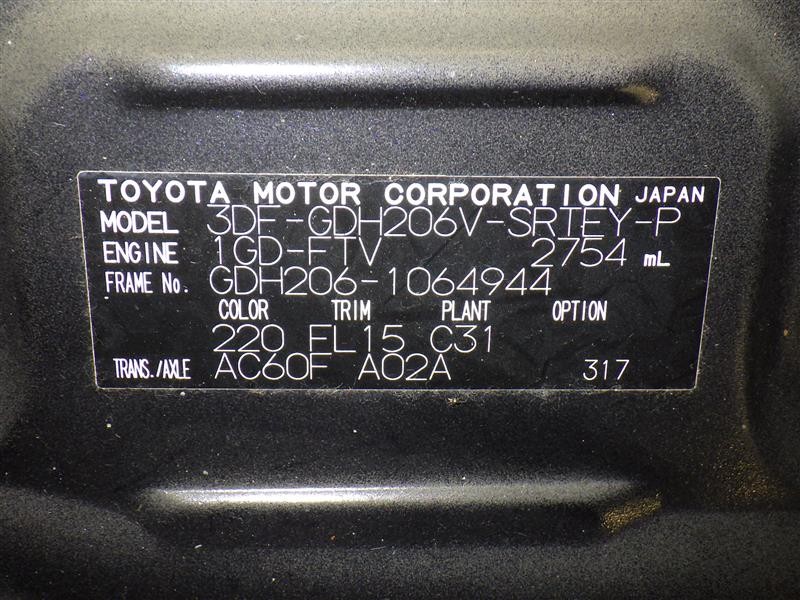 TOYOTA MOTOR CORPORATION JAPAN
MODEL 3DF-GDH206V-SRTEY-P
ENGINE 1GD-FTV 2754 mL
FRAME No. GDH206-1064944
COLOR TRIM PLANT OPTION
220 FL15 C31
TRANS./AXLE AC60F A02A 317